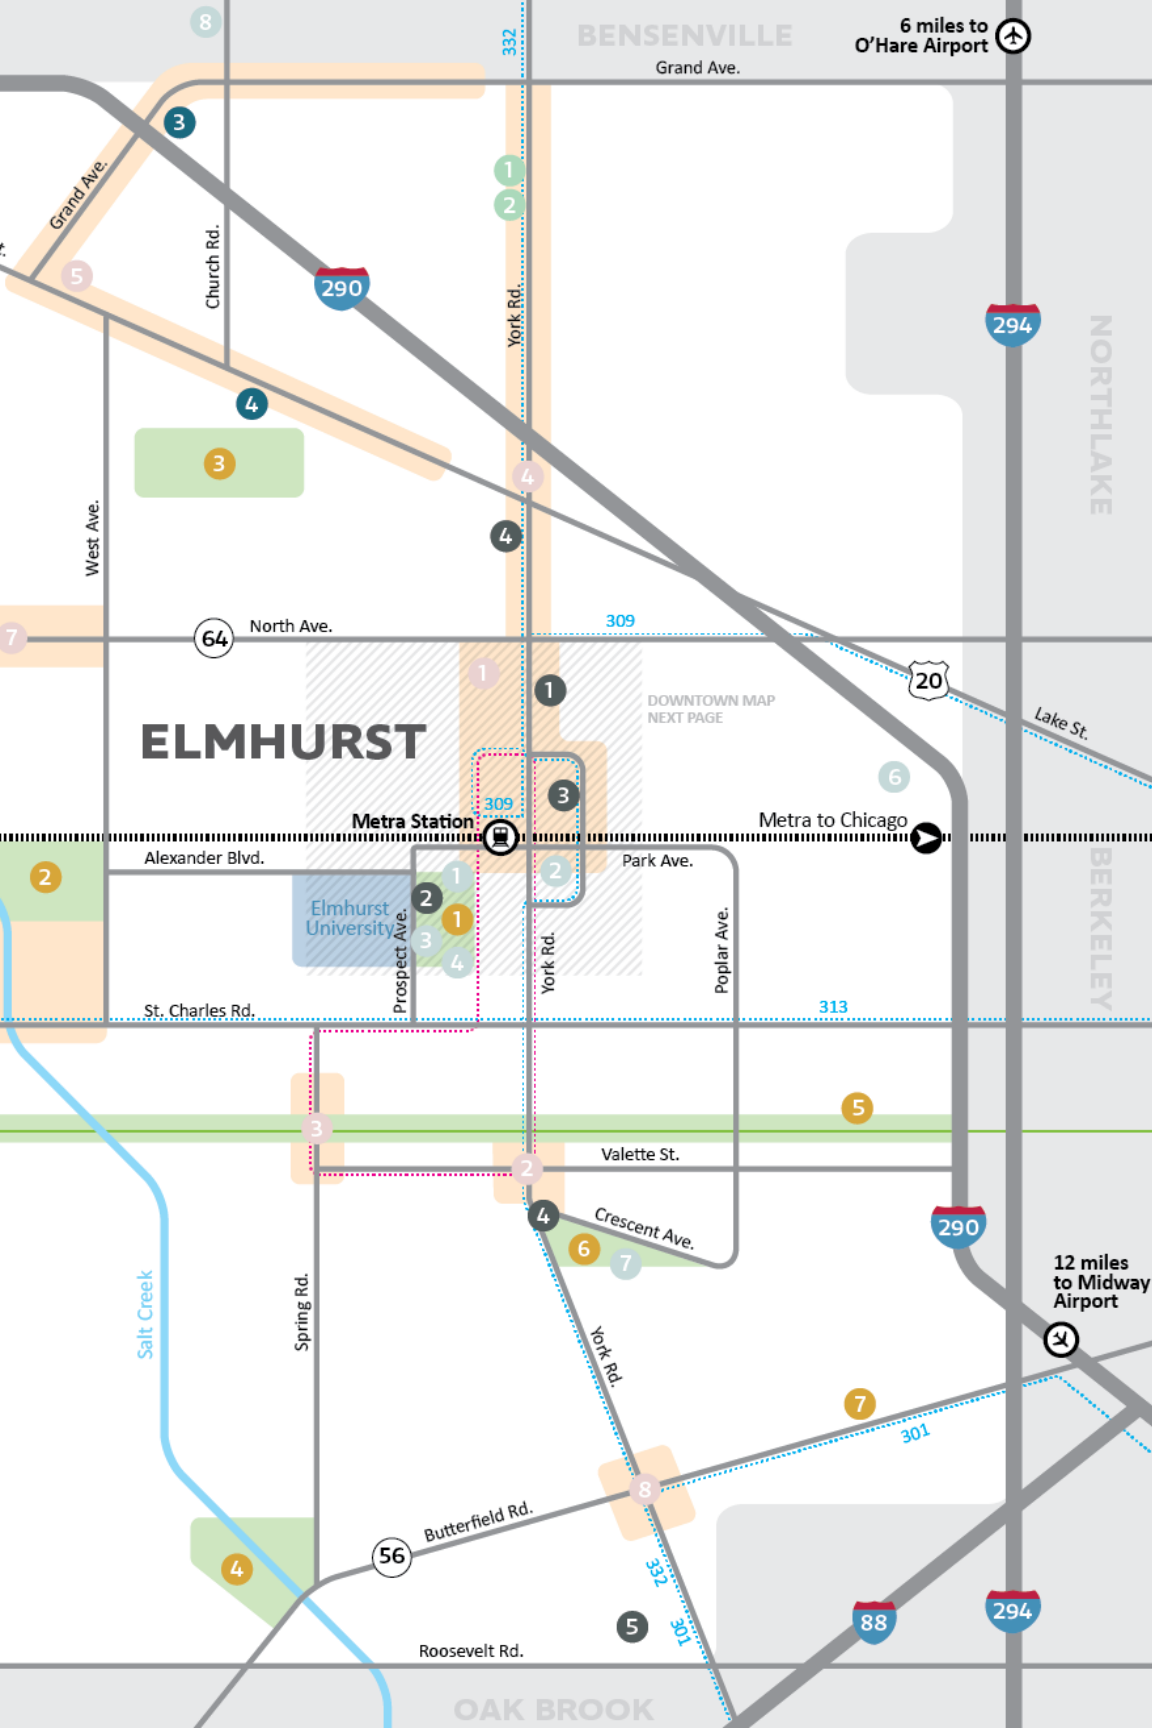 8
332
BENSENVILLE
6 miles to
O'Hare Airport
Grand Ave.
3
1
2
Grand Ave.
Church Rd.
5
290
York Rd.
294
NORTHLAKE
4
3
4
West Ave.
4
309
7
64
North Ave.
1
1
20
DOWNTOWN MAP
NEXT PAGE
Lake St.
ELMHURST
6
3
309
Metra Station
Metra to Chicago
Alexander Blvd.
Park Ave.
2
1
2
BERKELEY
2
Elmhurst
University
1
Prospect Ave.
3
4
York Rd.
Poplar Ave.
St. Charles Rd.
313
5
3
Valette St.
2
4
Crescent Ave.
6
7
290
12 miles
to Midway
Airport
Salt Creek
Spring Rd.
York Rd.
7
301
8
Butterfield Rd.
56
4
332
301
5
88
294
Roosevelt Rd.
OAK BROOK